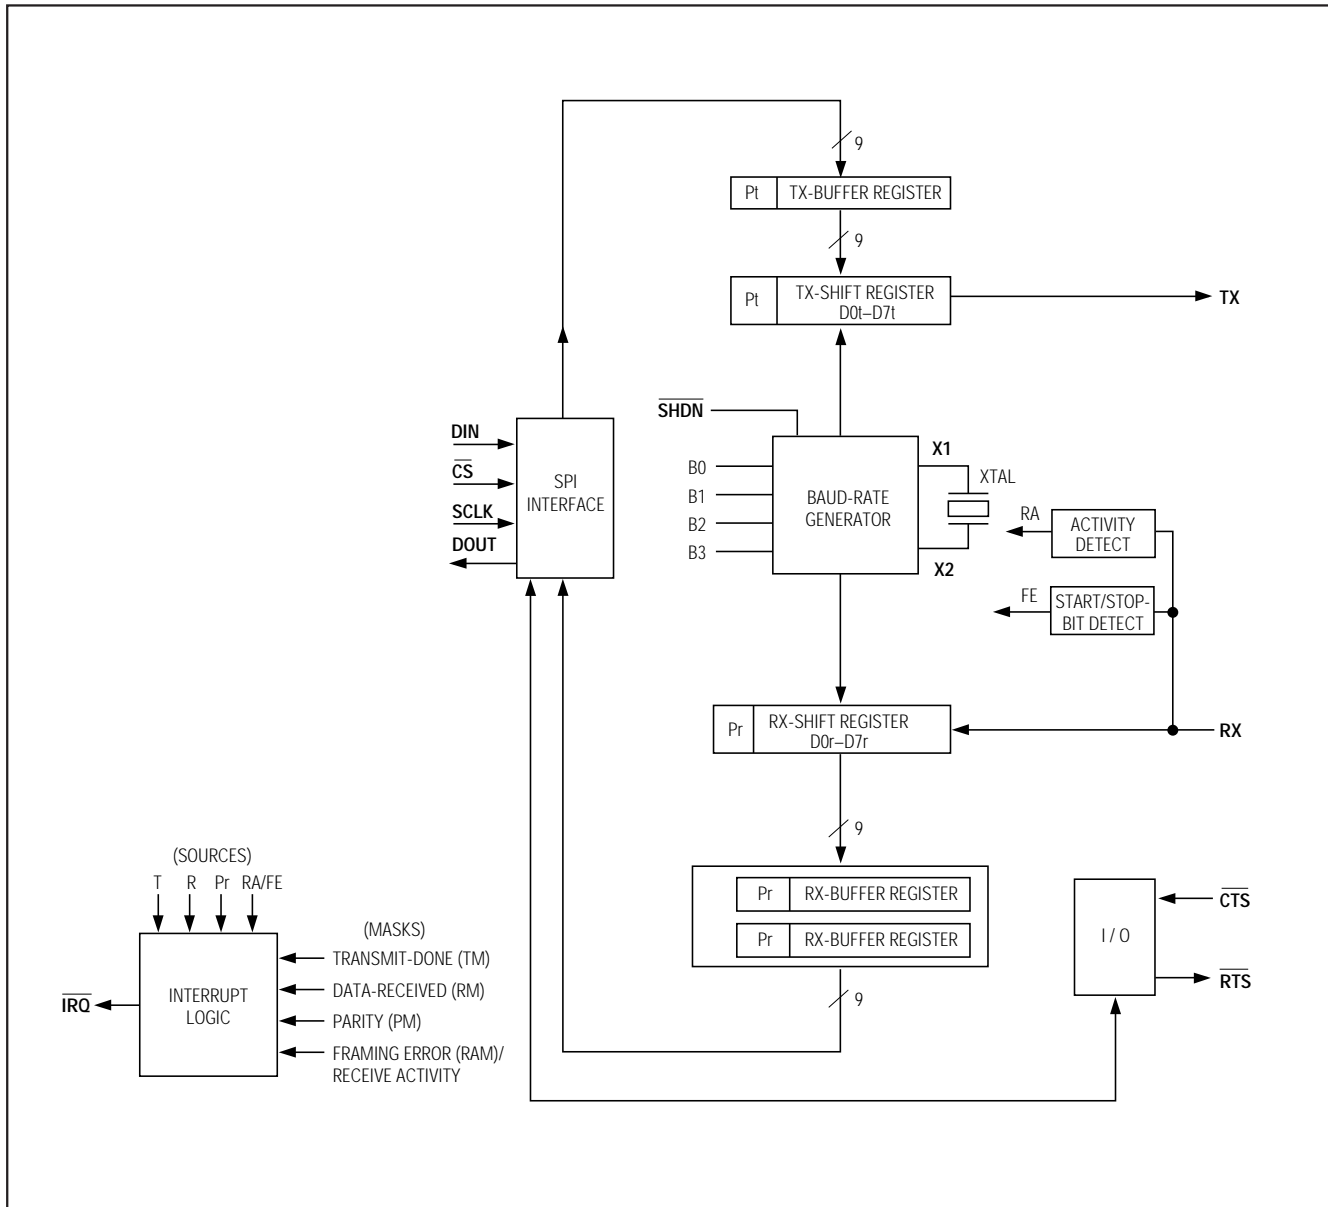 9
Pt TX-BUFFER REGISTER
9
Pt TX-SHIFT REGISTER
D0t–D7t
TX
SHDN
DIN
CS
SCLK
DOUT
SPI
INTERFACE
B0
B1
B2
B3
BAUD-RATE
GENERATOR
X1
XTAL
X2
RA
ACTIVITY
DETECT
FE
START/STOP-
BIT DETECT
Pr RX-SHIFT REGISTER
D0r–D7r
RX
9
Pr RX-BUFFER REGISTER
Pr RX-BUFFER REGISTER
9
I / O
CTS
RTS
(SOURCES)
T R Pr RA/FE
(MASKS)
TRANSMIT-DONE (TM)
DATA-RECEIVED (RM)
PARITY (PM)
FRAMING ERROR (RAM)/
RECEIVE ACTIVITY
INTERRUPT
LOGIC
IRQ